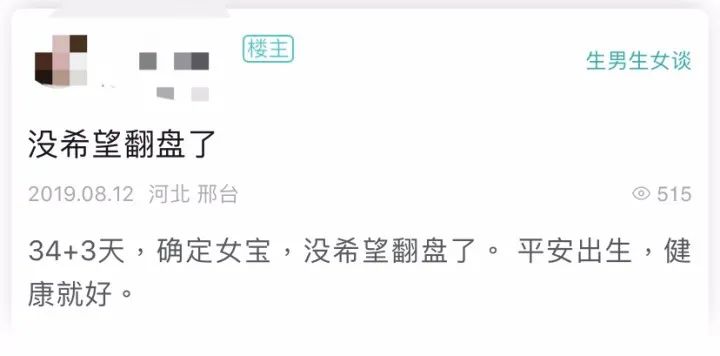 楼主
生男生女谈
没希望翻盘了
2019.08.12 河北 邢台
515
34+3天，确定女宝，没希望翻盘了。 平安出生，健
康就好。